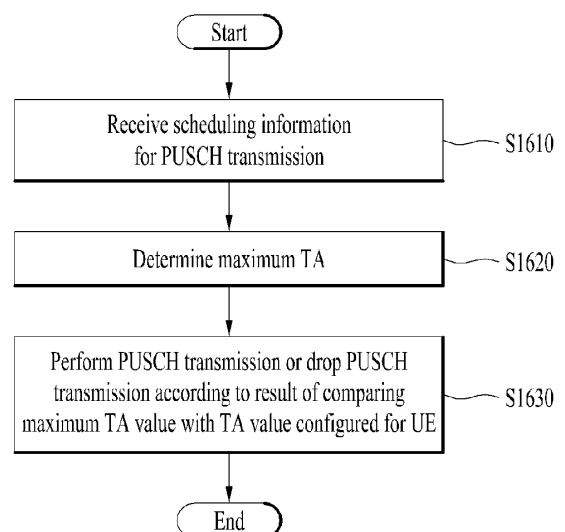 Start
Receive scheduling information
for PUSCH transmission
S1610
Determine maximum TA
S1620
Perform PUSCH transmission or drop PUSCH
transmission according to result of comparing
maximum TA value with TA value configured for UE
S1630
End